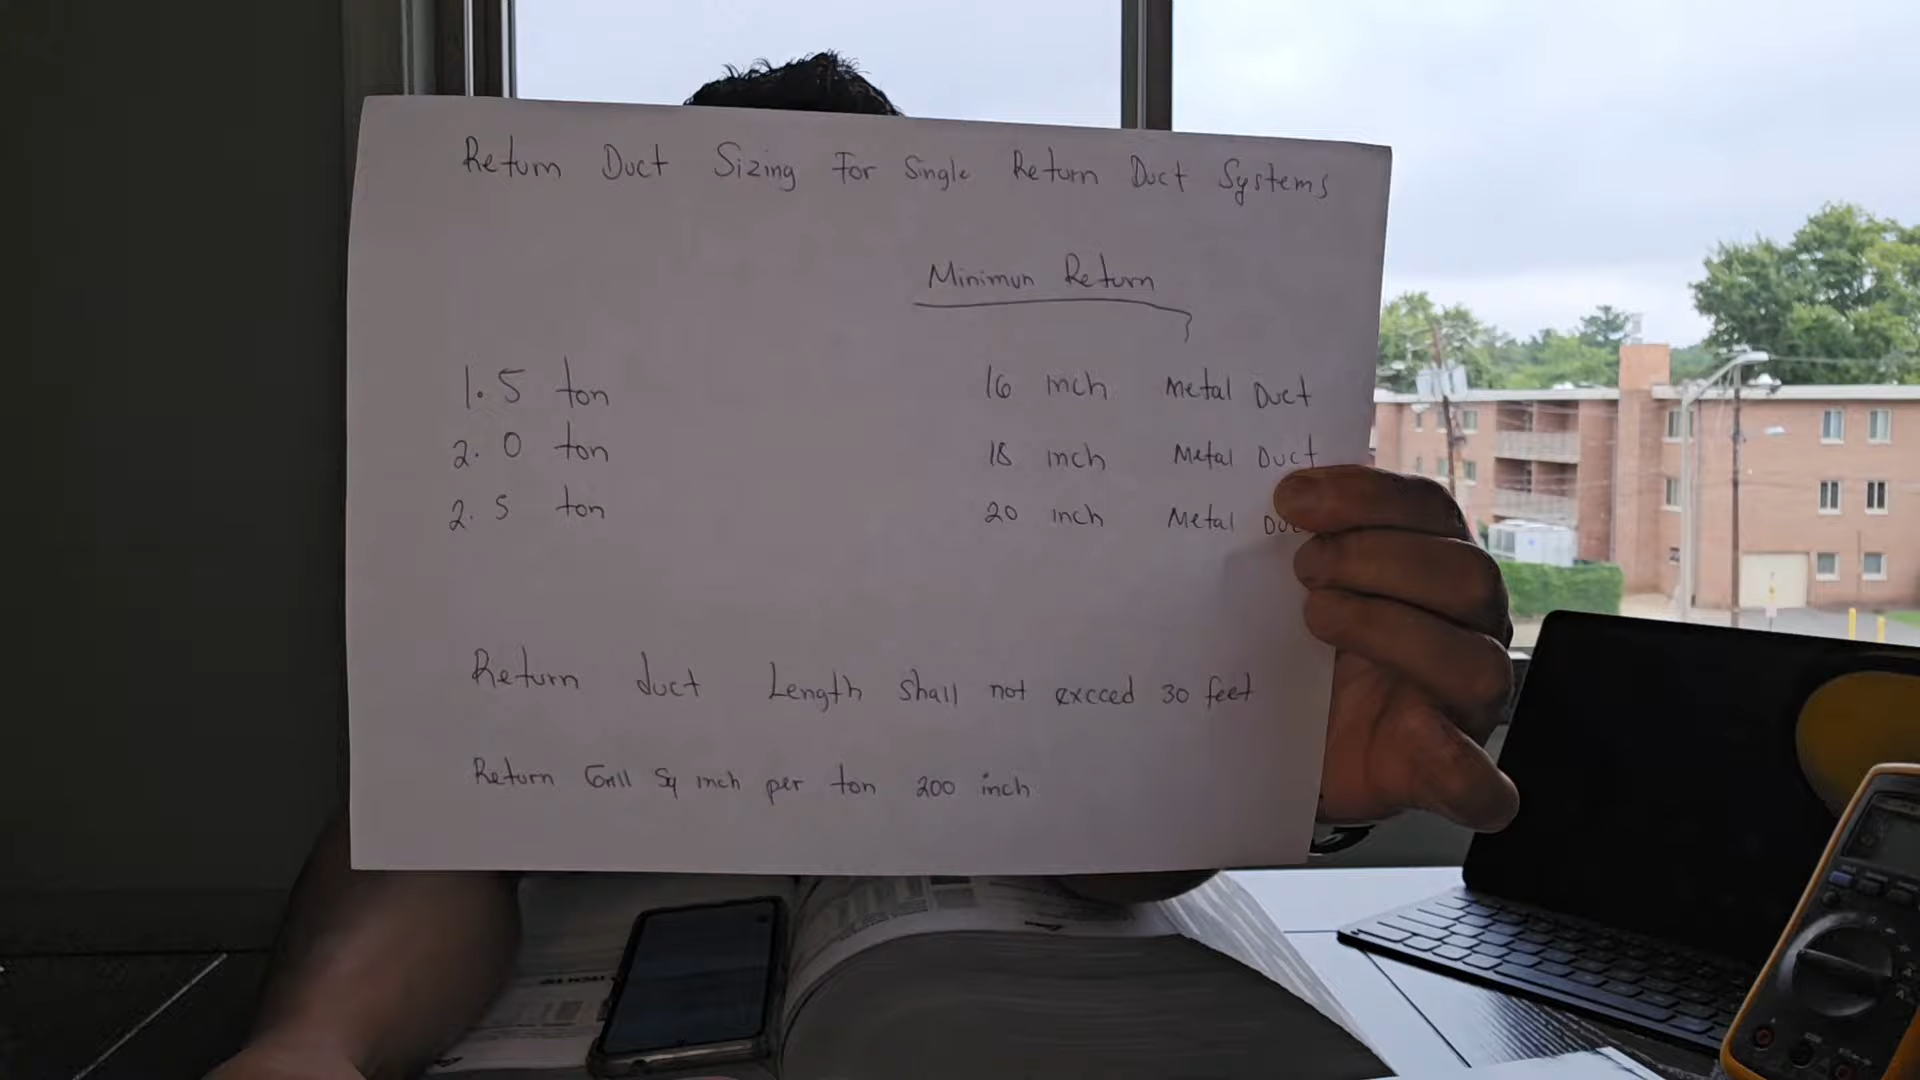 Return Duct Sizing For Single Return Duct Systems
Minimun Return
1.5 ton 16 inch Metal Duct
2.0 ton 18 inch Metal Duct
2.5 ton 20 inch Metal
Return duct Length shall not exceed 30 feet
Return Grill Sq inch per ton 200 inch